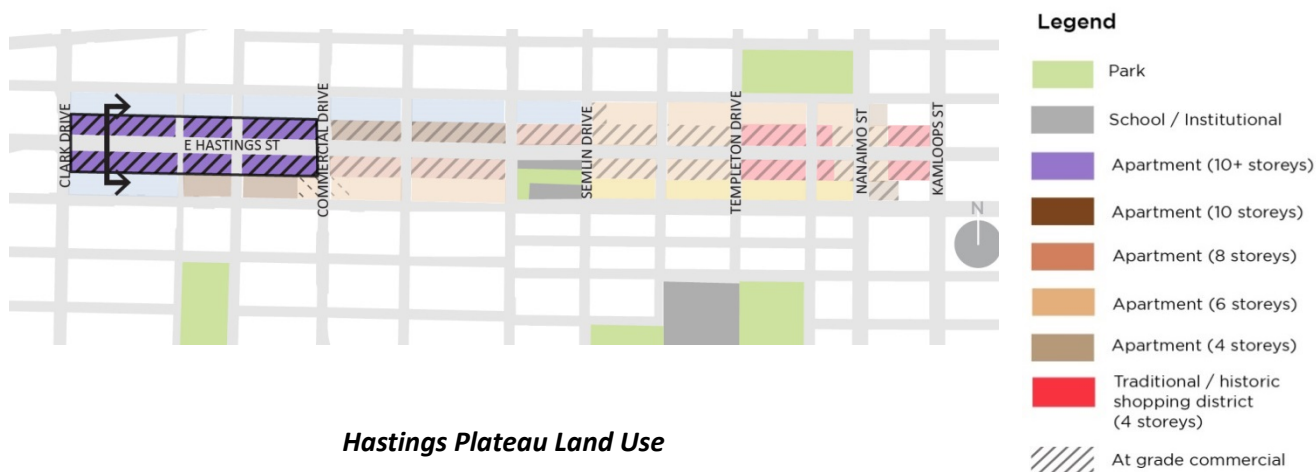 CLARK DRIVE
E HASTINGS ST
COMMERCIAL DRIVE
SEMLIN DRIVE
TEMPLETON DRIVE
NANAIMO ST
KAMLOOPS ST
N
Hastings Plateau Land Use
Legend
Park
School / Institutional
Apartment (10+ storeys)
Apartment (10 storeys)
Apartment (8 storeys)
Apartment (6 storeys)
Apartment (4 storeys)
Traditional / historic
shopping district
(4 storeys)
At grade commercial